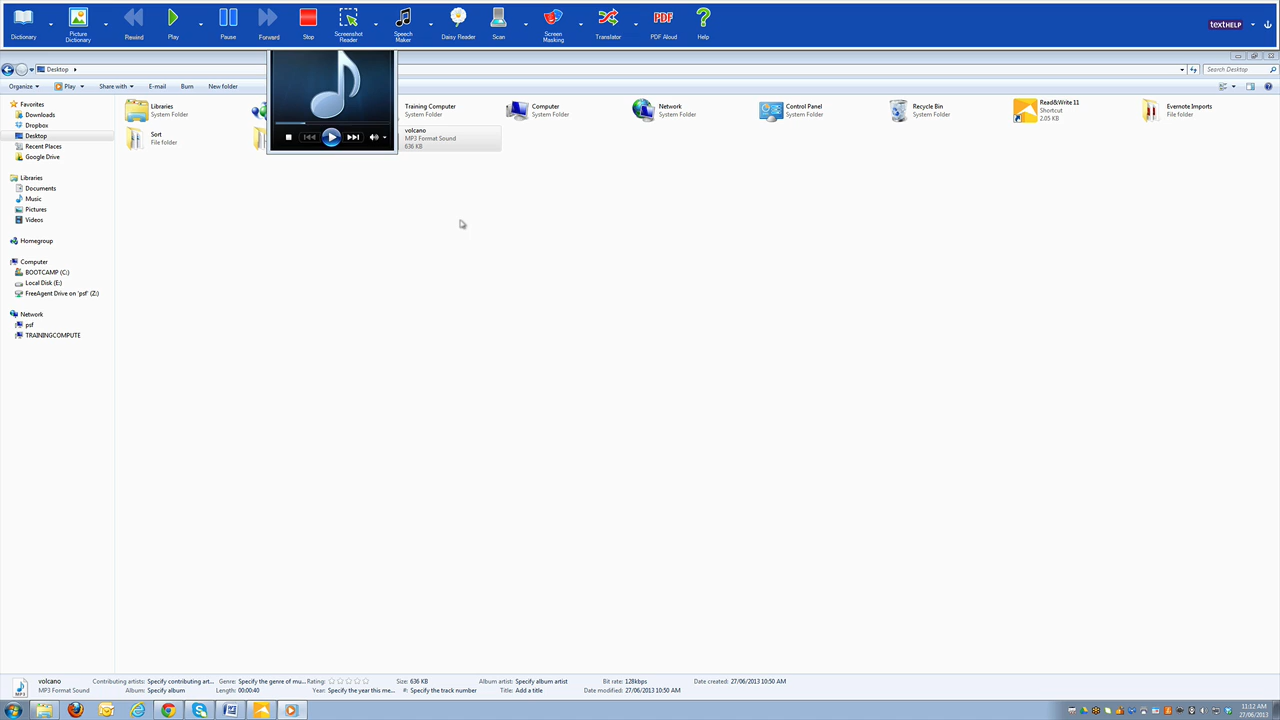 Dictionary
Picture Dictionary
Rewind
Play
Pause
Forward
Stop
Screenshot Reader
Speech Maker
Daisy Reader
Scan
Screen Masking
Translator
PDF
PDF Aloud
Help
texthelp
Desktop
Search Desktop
Organize
Play
Share with
E-mail
Burn
New folder
Favorites
Downloads
Dropbox
Desktop
Recent Places
Google Drive
Libraries
Documents
Music
Pictures
Videos
Homegroup
Computer
BOOTCAMP (C:)
Local Disk (E:)
FreeAgent Drive on 'psf' (Z:)
Network
psf
TRAININGCOMPUTE
Libraries
System Folder
Training Computer
System Folder
Computer
System Folder
Network
System Folder
Control Panel
System Folder
Recycle Bin
System Folder
Read&Write 11
Shortcut
2.05 KB
Evernote Imports
File folder
Sort
File folder
volcano
MP3 Format Sound
636 KB
volcano
MP3 Format Sound
MP3
Contributing artists: Specify contributing art...
Album: Specify album
Genre: Specify the genre of mu...
Length: 00:00:40
Rating:
Year: Specify the year this me...
Size: 636 KB
#: Specify the track number
Album artist: Specify album artist
Title: Add a title
Bit rate: 128kbps
Date modified: 27/06/2013 10:50 AM
Date created: 27/06/2013 10:50 AM
11:12 AM
27/06/2013